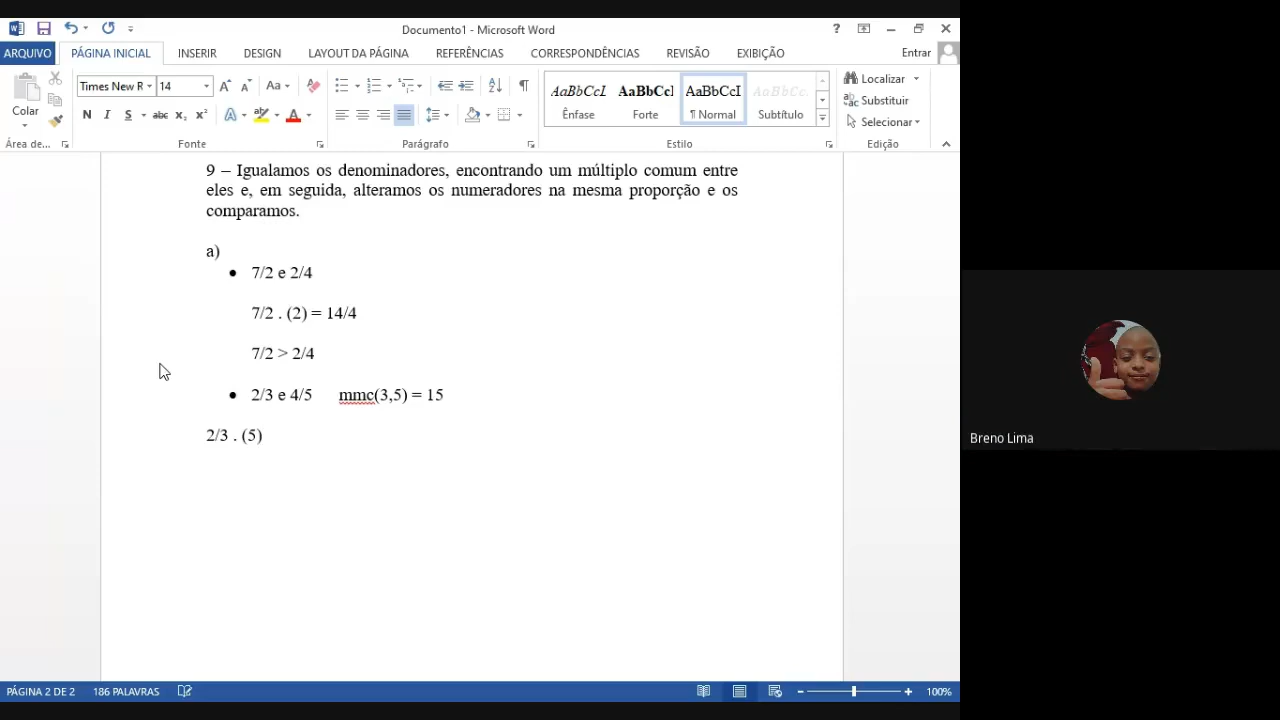 Documento1 - Microsoft Word
?
ARQUIVO PÁGINA INICIAL INSERIR DESIGN LAYOUT DA PÁGINA REFERÊNCIAS CORRESPONDÊNCIAS REVISÃO EXIBIÇÃO Entrar
Colar
Times New R 14 Aa
N I S abc x₂ x² A A
AaBbCcI AaBbCcl AaBbCcI AaBbCc.
Ênfase Forte ¶ Normal Subtítulo
Localizar
Substituir
Selecionar
Área de... Fonte Parágrafo Estilo Edição
9 – Igualamos os denominadores, encontrando um múltiplo comum entre
eles e, em seguida, alteramos os numeradores na mesma proporção e os
comparamos.
a)
• 7/2 e 2/4
7/2 . (2) = 14/4
7/2 > 2/4
• 2/3 e 4/5 mmc(3,5) = 15
2/3 . (5)
Breno Lima
PÁGINA 2 DE 2 186 PALAVRAS 100%